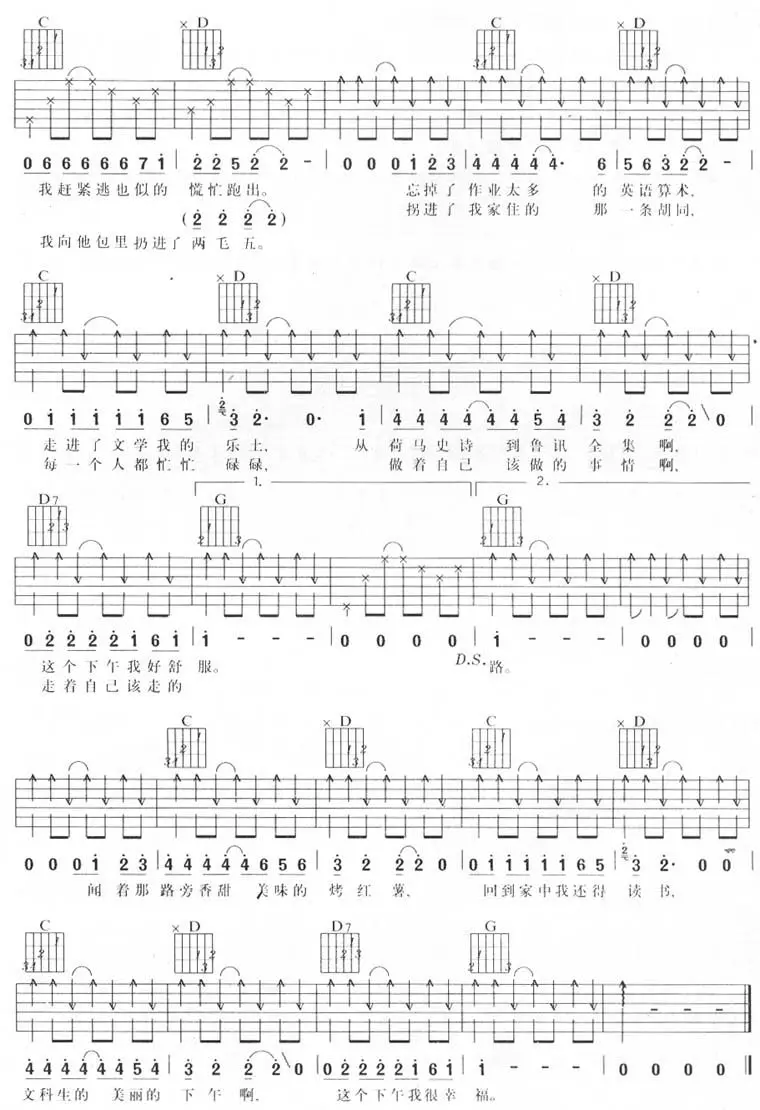 C D C D
0 6 6 6 6 6 7 1 | 2 2 5 2 2 - | 0 0 0 1 2 3 | 4 4 4 4 4· 6 | 5 6 3 2 2 -
我赶紧逃也似的 慌忙跑出。 忘掉了 作业太多 的 英语算术,
(2 2 2 2) 拐进了 我家住的 那 一条胡同,
我向他包里扔进了 两毛五。
C D C D
0 1 1 1 1 1 6 5 | 3 2· 0· 1 | 4 4 4 4 4 4 5 4 | 3 2 2 2 \ 0 |
走进了文学我的 乐土, 从 荷马史诗 到鲁讯 全集啊,
每一个人都忙忙 碌碌, 做着自己 该做的 事情啊,
1. 2.
D7 G G
0 2 2 2 2 1 6 1 | 1 - - - | 0 0 0 0 | 1 - - - | 0 0 0 0
这个下午我好舒 服。 D.S. 路。
走着自己该走的
C D C D
0 0 0 1 2 3 | 4 4 4 4 4 6 5 6 | 3 2 2 2 0 | 0 1 1 1 1 1 6 5 | 3 2· 0 0
闻着那 路旁香甜 美味的 烤红薯, 回到家中我还得 读书,
C D D7 G
4 4 4 4 4 4 5 4 | 3 2 2 2 \ 0 | 0 2 2 2 2 1 6 1 | 1 - - - | 0 0 0 0
文科生的 美丽的 下午啊, 这个下午我很幸 福。